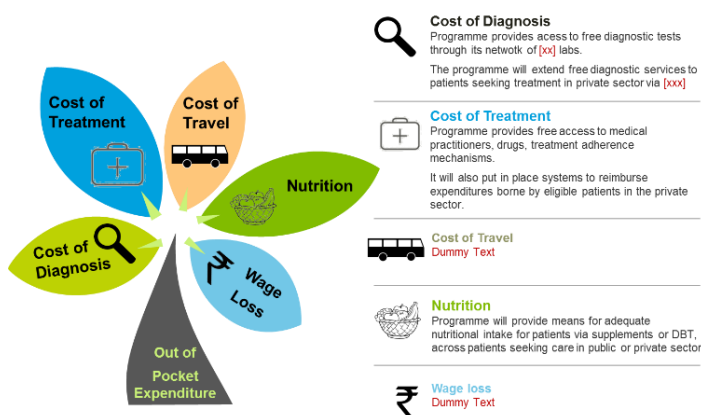 Cost of
Treatment
Cost of
Travel
Nutrition
Cost of
Diagnosis
Wage
Loss
Out of
Pocket
Expenditure
Cost of Diagnosis
Programme provides acess to free diagnostic tests
through its netwotk of [xx] labs.
The programme will extend free diagnostic services to
patients seeking treatment in private sector via [xxx]
Cost of Treatment
Programme provides free access to medical
practitioners, drugs, treatment adherence
mechanisms.
It will also put in place systems to reimburse
expenditures borne by eligible patients in the private
sector.
Cost of Travel
Dummy Text
Nutrition
Programme will provide means for adequate
nutritional intake for patients via supplements or DBT,
across patients seeking care in public or private sector
Wage loss
Dummy Text